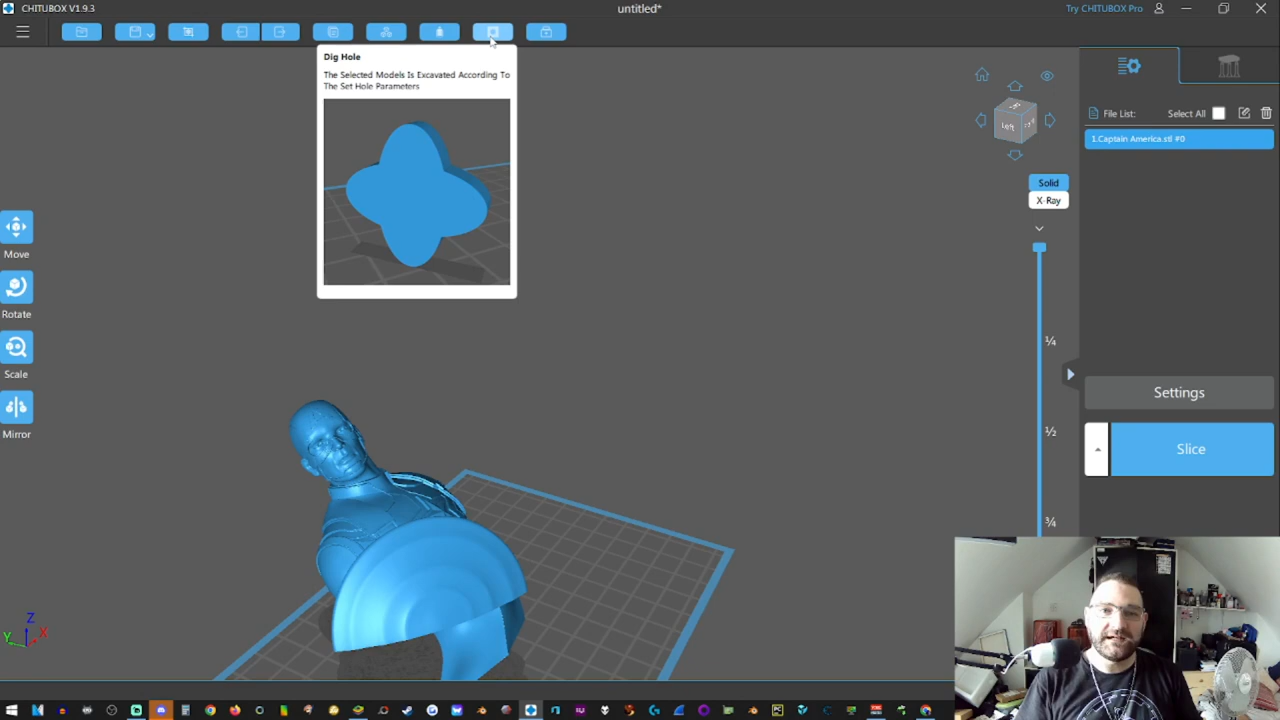 CHITUBOX V1.9.3
untitled*
Try CHITUBOX Pro
Dig Hole
The Selected Models Is Excavated According To
The Set Hole Parameters
Left
File List:
Select All
1.Captain America.stl #0
Solid
X-Ray
Move
Rotate
Scale
Mirror
¼
½
¾
Settings
Slice
Z
Y
X